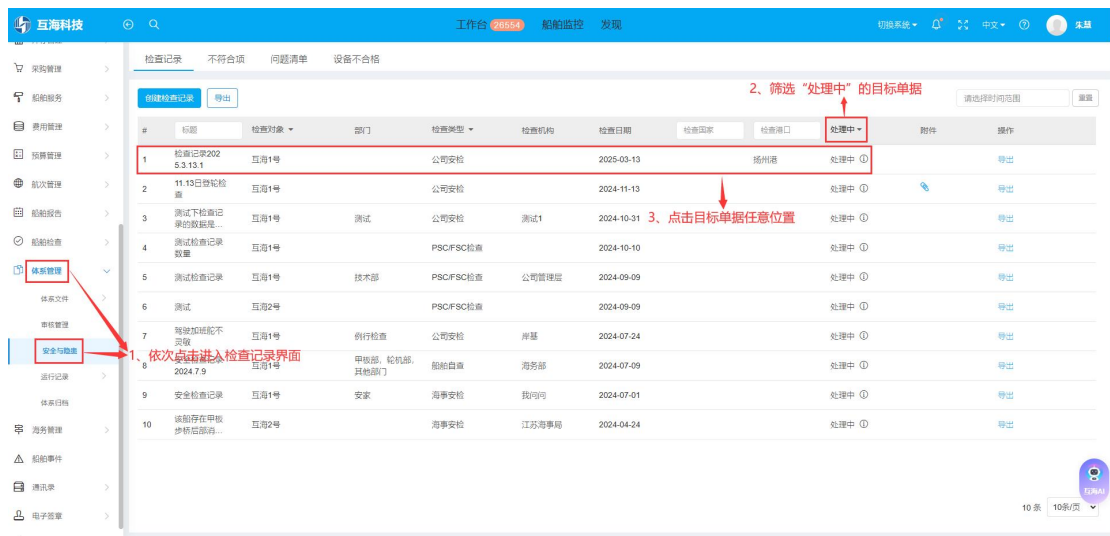 互海科技
工作台 26554 船舶监控 发现
切换系统 中文 朱慧
采购管理
船舶服务
费用管理
预算管理
航次管理
船舶报告
船舶检查
体系管理
体系文件
审核管理
安全与隐患
运行记录
体系归档
海务管理
船舶事件
通讯录
电子签章
检查记录 不符合项 问题清单 设备不合格
创建检查记录 导出
2、筛选“处理中”的目标单据
请选择时间范围 重置
# 标题 检查对象 部门 检查类型 检查机构 检查日期 检查国家 检查港口 处理中 附件 操作
1 检查记录202
5.3.13.1 互海1号 公司安检 2025-03-13 扬州港 处理中 导出
2 11.13日登轮检
查 互海1号 公司安检 2024-11-13 处理中 导出
3 测试下检查记
录的数据是... 互海1号 测试 公司安检 测试1 2024-10-31 处理中 导出
3、点击目标单据任意位置
4 测试检查记录
数量 互海1号 PSC/FSC检查 2024-10-10 处理中 导出
5 测试检查记录 互海1号 技术部 PSC/FSC检查 公司管理层 2024-09-09 处理中 导出
6 测试 互海2号 PSC/FSC检查 2024-09-09 处理中 导出
7 驾驶加班舵不
灵敏 互海1号 例行检查 公司安检 岸基 2024-07-24 处理中 导出
1、依次点击进入检查记录界面
8 安全检查记录
2024.7.9 互海1号 甲板部、轮机部、
其他部门 船舶自查 海务部 2024-07-09 处理中 导出
9 安全检查记录 互海1号 安家 海事安检 我问问 2024-07-01 处理中 导出
10 该船存在甲板
步桥后部消... 互海2号 海事安检 江苏海事局 2024-04-24 处理中 导出
互海AI
10 条 10条/页